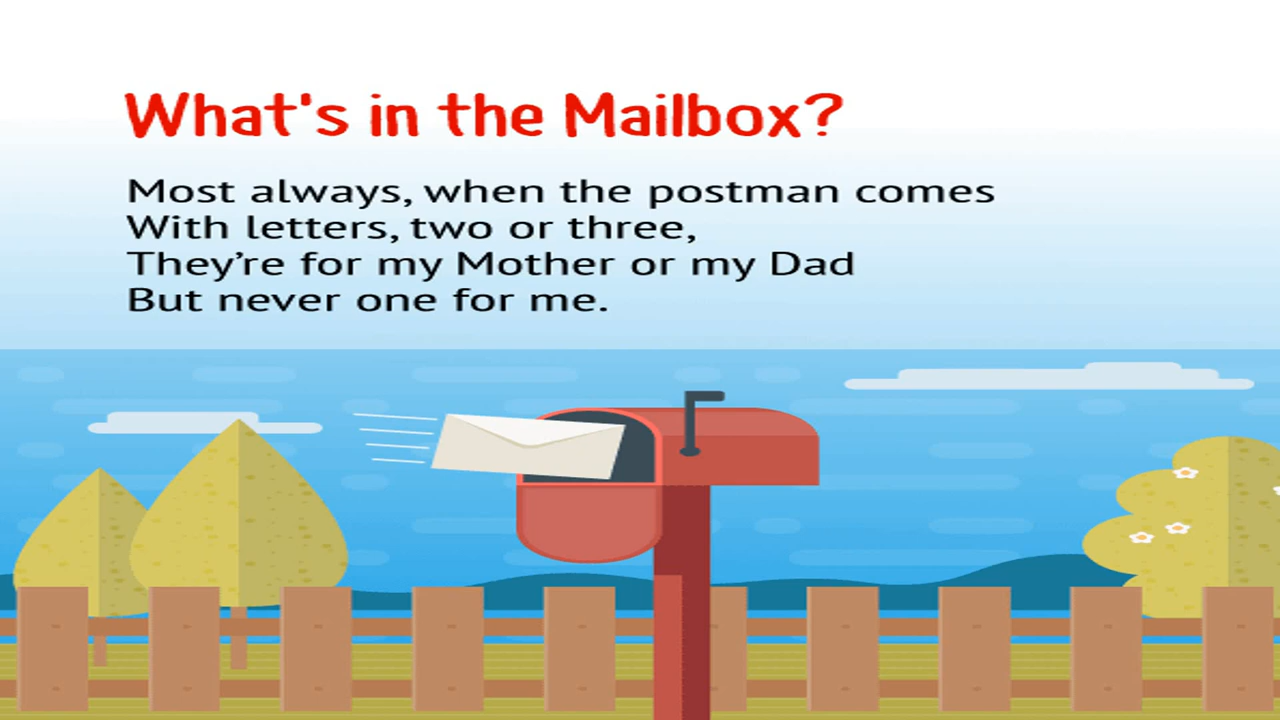 What's in the Mailbox?
Most always, when the postman comes
With letters, two or three,
They’re for my Mother or my Dad
But never one for me.